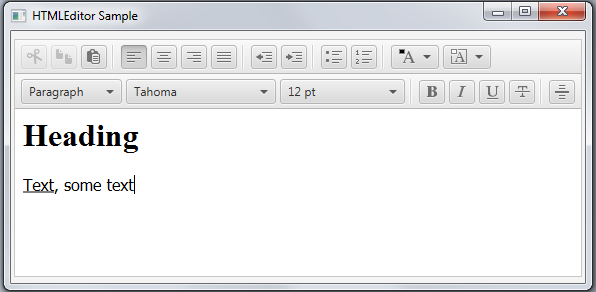 HTMLEditor Sample
A A
Paragraph Tahoma 12 pt B I U T
Heading
Text, some text